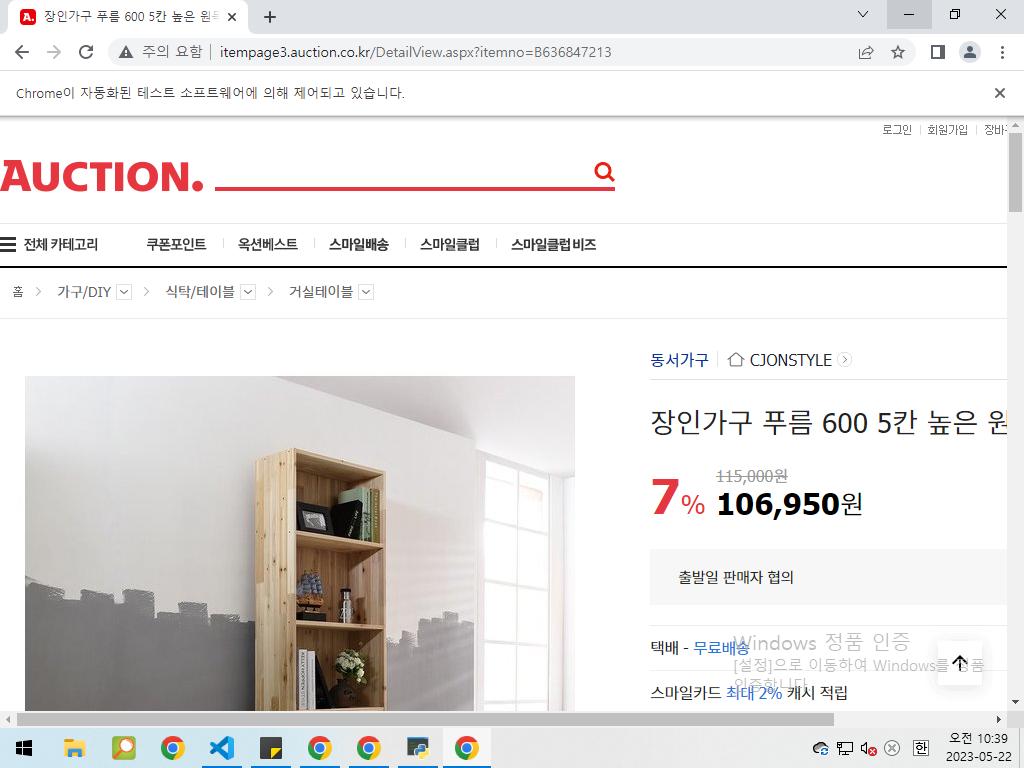 장인가구 푸름 600 5칸 높은 원목
주의 요함 itempage3.auction.co.kr/DetailView.aspx?itemno=B636847213
Chrome이 자동화된 테스트 소프트웨어에 의해 제어되고 있습니다.
로그인 회원가입 장바
AUCTION.
전체 카테고리 쿠폰포인트 옥션베스트 스마일배송 스마일클럽 스마일클럽 비즈
홈 가구/DIY 식탁/테이블 거실테이블
동서가구 CJONSTYLE
장인가구 푸름 600 5칸 높은 원
115,000원
7% 106,950원
출발일 판매자 협의
택배 - 무료배송
Windows 정품 인증
[설정]으로 이동하여 Windows를 정품
인증합니다.
스마일카드 최대 2% 캐시 적립
한
오전 10:39
2023-05-22